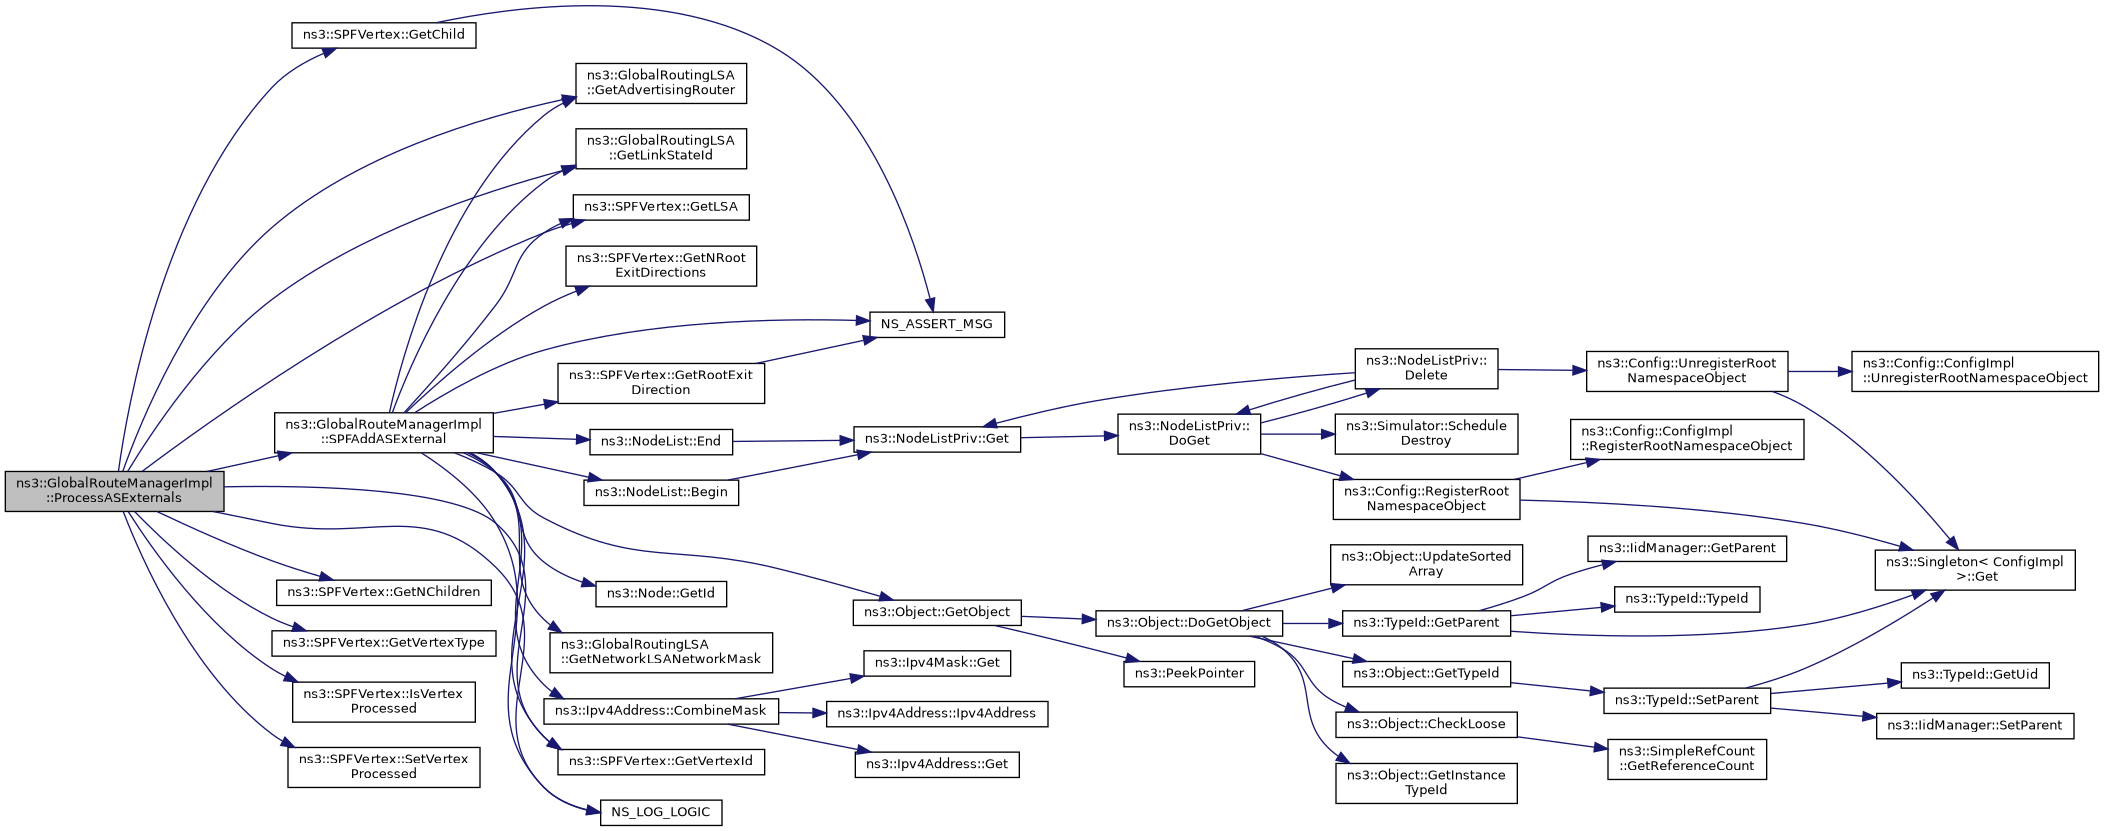 ns3::GlobalRouteManagerImpl
::ProcessASExternals
ns3::SPFVertex::GetChild
ns3::GlobalRouteManagerImpl
::SPFAddASExternal
ns3::SPFVertex::GetNChildren
ns3::SPFVertex::GetVertexType
ns3::SPFVertex::IsVertex
Processed
ns3::SPFVertex::SetVertex
Processed
ns3::GlobalRoutingLSA
::GetAdvertisingRouter
ns3::GlobalRoutingLSA
::GetLinkStateId
ns3::SPFVertex::GetLSA
ns3::SPFVertex::GetNRoot
ExitDirections
ns3::SPFVertex::GetRootExit
Direction
ns3::NodeList::End
ns3::NodeList::Begin
ns3::Node::GetId
ns3::GlobalRoutingLSA
::GetNetworkLSANetworkMask
ns3::Ipv4Address::CombineMask
ns3::SPFVertex::GetVertexId
NS_LOG_LOGIC
NS_ASSERT_MSG
ns3::NodeListPriv::Get
ns3::Object::GetObject
ns3::Ipv4Mask::Get
ns3::Ipv4Address::Ipv4Address
ns3::Ipv4Address::Get
ns3::NodeListPriv::
DoGet
ns3::Object::DoGetObject
ns3::PeekPointer
ns3::NodeListPriv::
Delete
ns3::Simulator::Schedule
Destroy
ns3::Config::RegisterRoot
NamespaceObject
ns3::Object::UpdateSorted
Array
ns3::TypeId::GetParent
ns3::Object::GetTypeId
ns3::Object::CheckLoose
ns3::Object::GetInstance
TypeId
ns3::Config::UnregisterRoot
NamespaceObject
ns3::Config::ConfigImpl
::RegisterRootNamespaceObject
ns3::IidManager::GetParent
ns3::TypeId::TypeId
ns3::TypeId::SetParent
ns3::SimpleRefCount
::GetReferenceCount
ns3::Config::ConfigImpl
::UnregisterRootNamespaceObject
ns3::Singleton< ConfigImpl
>::Get
ns3::TypeId::GetUid
ns3::IidManager::SetParent